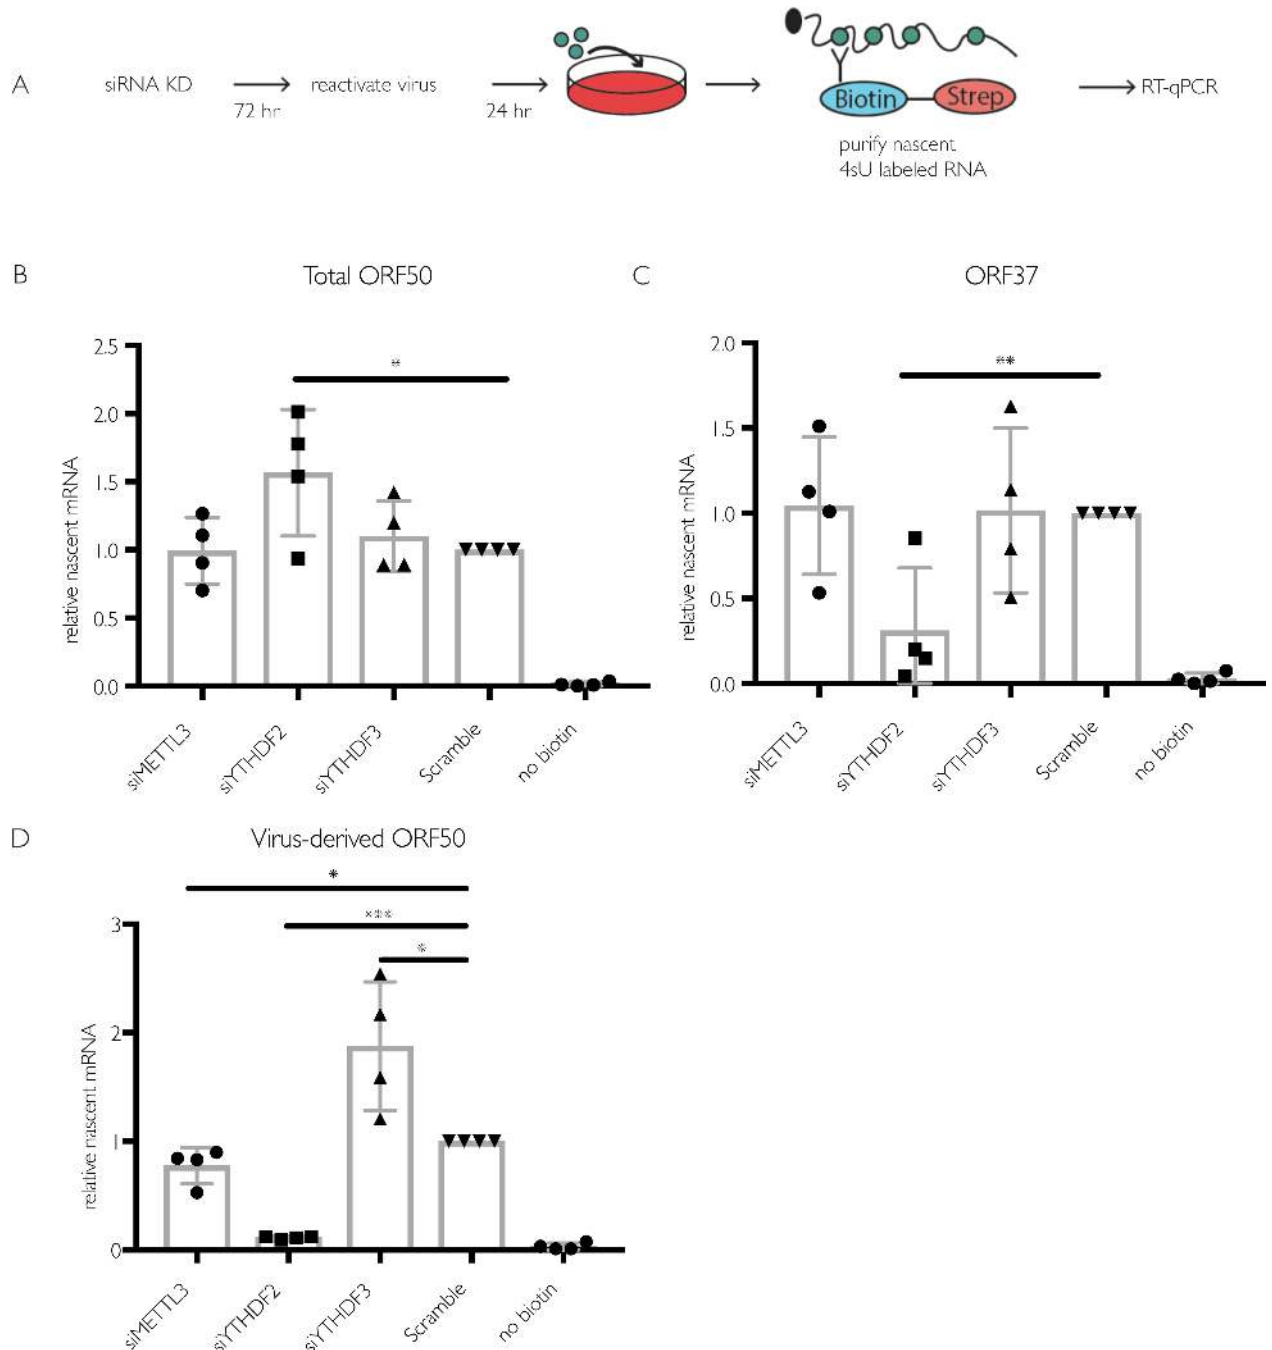 A
siRNA KD
72 hr
reactivate virus
24 hr
Biotin
Strep
purify nascent
4sU labeled RNA
RT-qPCR
B
Total ORF50
relative nascent mRNA
2.5
2.0
1.5
1.0
0.5
0.0
*
siMETTL3
siYTHDF2
siYTHDF3
Scramble
no biotin
C
ORF37
relative nascent mRNA
2.0
1.5
1.0
0.5
0.0
**
siMETTL3
siYTHDF2
siYTHDF3
Scramble
no biotin
D
Virus-derived ORF50
relative nascent mRNA
3
2
1
0
*
***
*
siMETTL3
siYTHDF2
siYTHDF3
Scramble
no biotin